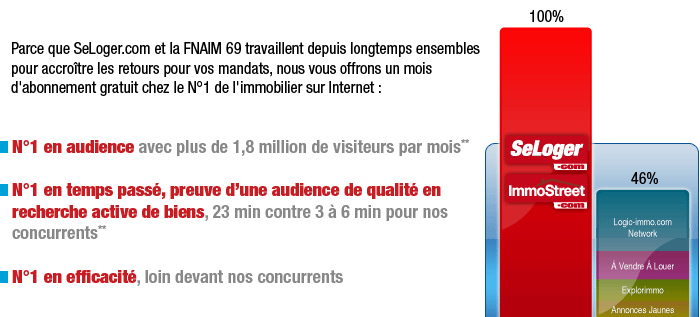 Parce que SeLoger.com et la FNAIM 69 travaillent depuis longtemps ensembles
pour accroître les retours pour vos mandats, nous vous offrons un mois
d'abonnement gratuit chez le N°1 de l'immobilier sur Internet :
N°1 en audience avec plus de 1,8 million de visiteurs par mois**
N°1 en temps passé, preuve d'une audience de qualité en
recherche active de biens, 23 min contre 3 à 6 min pour nos
concurrents**
N°1 en efficacité, loin devant nos concurrents
100%
SeLoger
.com
ImmoStreet
.com
46%
Logic-immo.com
Network
À Vendre À Louer
Explorimmo
Annonces Jaunes